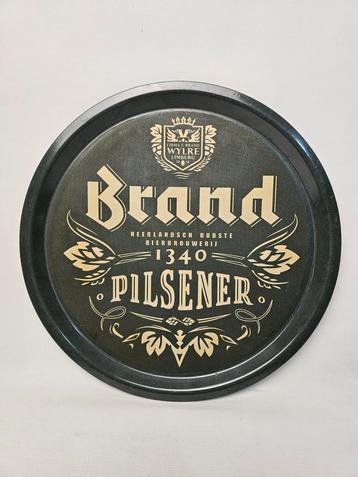 FIRMA F. BRAND
WYLRE
LIMBURG
Brand
NEERLANDSCH OUDSTE
BIERBROUWERIJ
1340
PILSENER